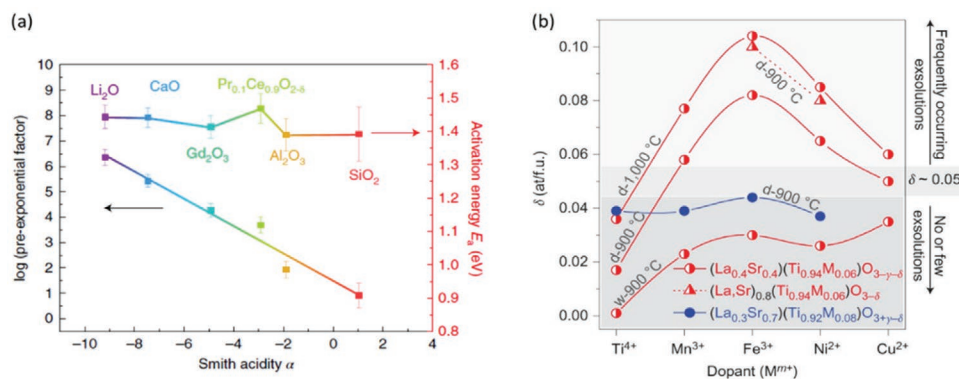 (a)
log (pre-exponential factor)
10
9
8
7
6
5
4
3
2
1
0
Li₂O
CaO
Pr₀.₁Ce₀.₉O₂₋δ
Gd₂O₃
Al₂O₃
SiO₂
1.6
1.5
1.4
1.3
1.2
1.1
1.0
0.9
0.8
Activation energy Eₐ (eV)
−10 −8 −6 −4 −2 0 2 4
Smith acidity α
(b)
δ (at/f.u.)
0.10
0.08
0.06
0.04
0.02
0.00
d-1,000 °C
d-900 °C
d-900 °C
d-900 °C
w-900 °C
(La₀.₄Sr₀.₄)(Ti₀.₉₄M₀.₀₆)O₃₋γ₋δ
(La,Sr)₀.₈(Ti₀.₉₄M₀.₀₆)O₃₋δ
(La₀.₃Sr₀.₇)(Ti₀.₉₂M₀.₀₈)O₃₊γ₋δ
Ti⁴⁺ Mn³⁺ Fe³⁺ Ni²⁺ Cu²⁺
Dopant (Mᵐ⁺)
Frequently occurring
exsolutions
δ ~ 0.05
No or few
exsolutions